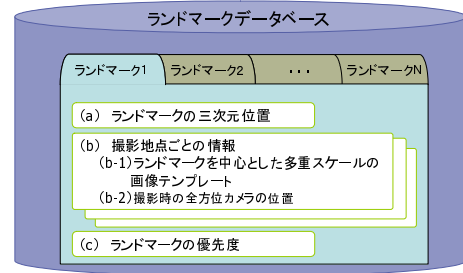 ランドマークデータベース
ランドマーク1 ランドマーク2 ・・・ ランドマークN
(a) ランドマークの三次元位置
(b) 撮影地点ごとの情報
(b-1)ランドマークを中心とした多重スケールの
画像テンプレート
(b-2)撮影時の全方位カメラの位置
(c) ランドマークの優先度